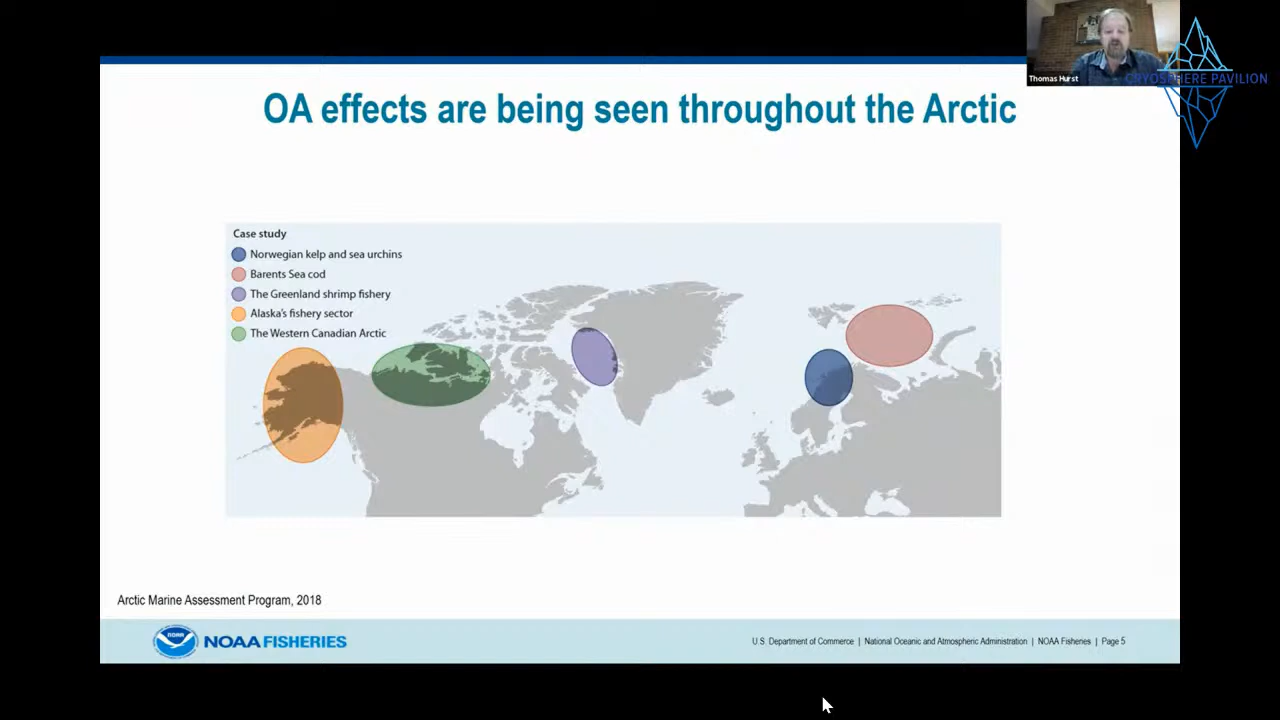 Thomas Hurst
CRYOSPHERE PAVILION
OA effects are being seen throughout the Arctic
Case study
Norwegian kelp and sea urchins
Barents Sea cod
The Greenland shrimp fishery
Alaska's fishery sector
The Western Canadian Arctic
Arctic Marine Assessment Program, 2018
NOAA
NOAA FISHERIES
U.S. Department of Commerce | National Oceanic and Atmospheric Administration | NOAA Fisheries | Page 5